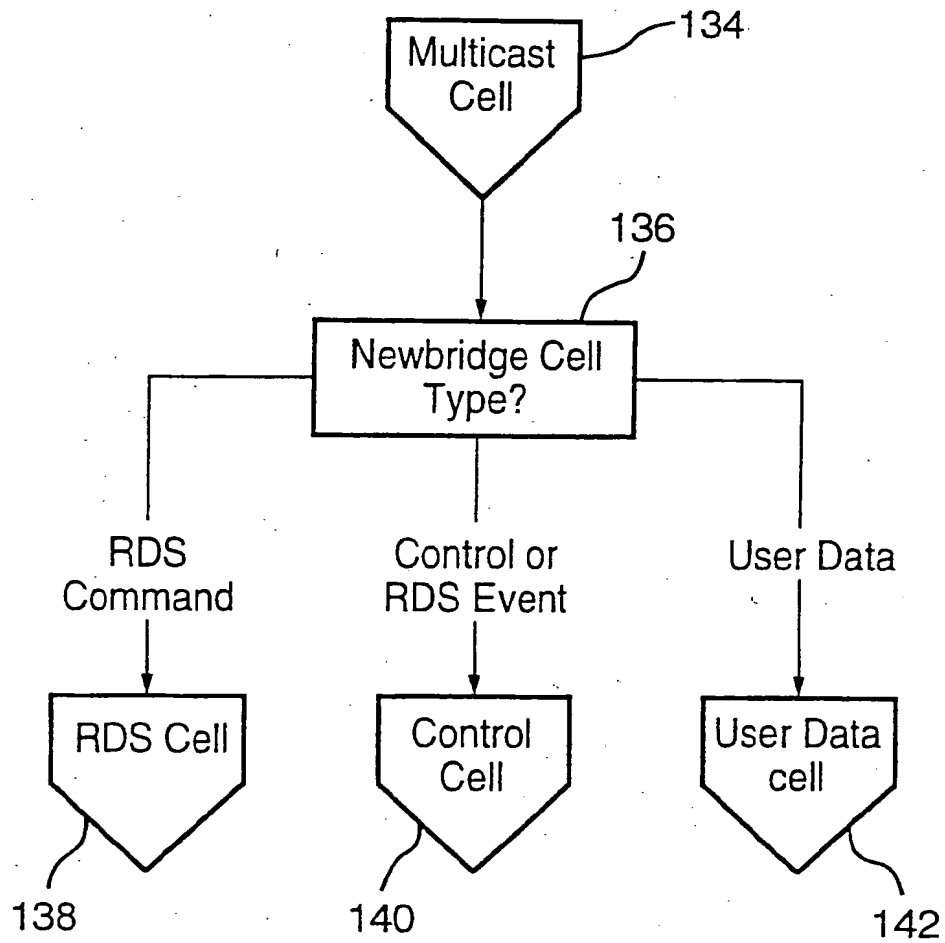 134
Multicast
Cell
136
Newbridge Cell
Type?
RDS
Command
Control or
RDS Event
User Data
RDS Cell
Control
Cell
User Data
cell
138
140
142